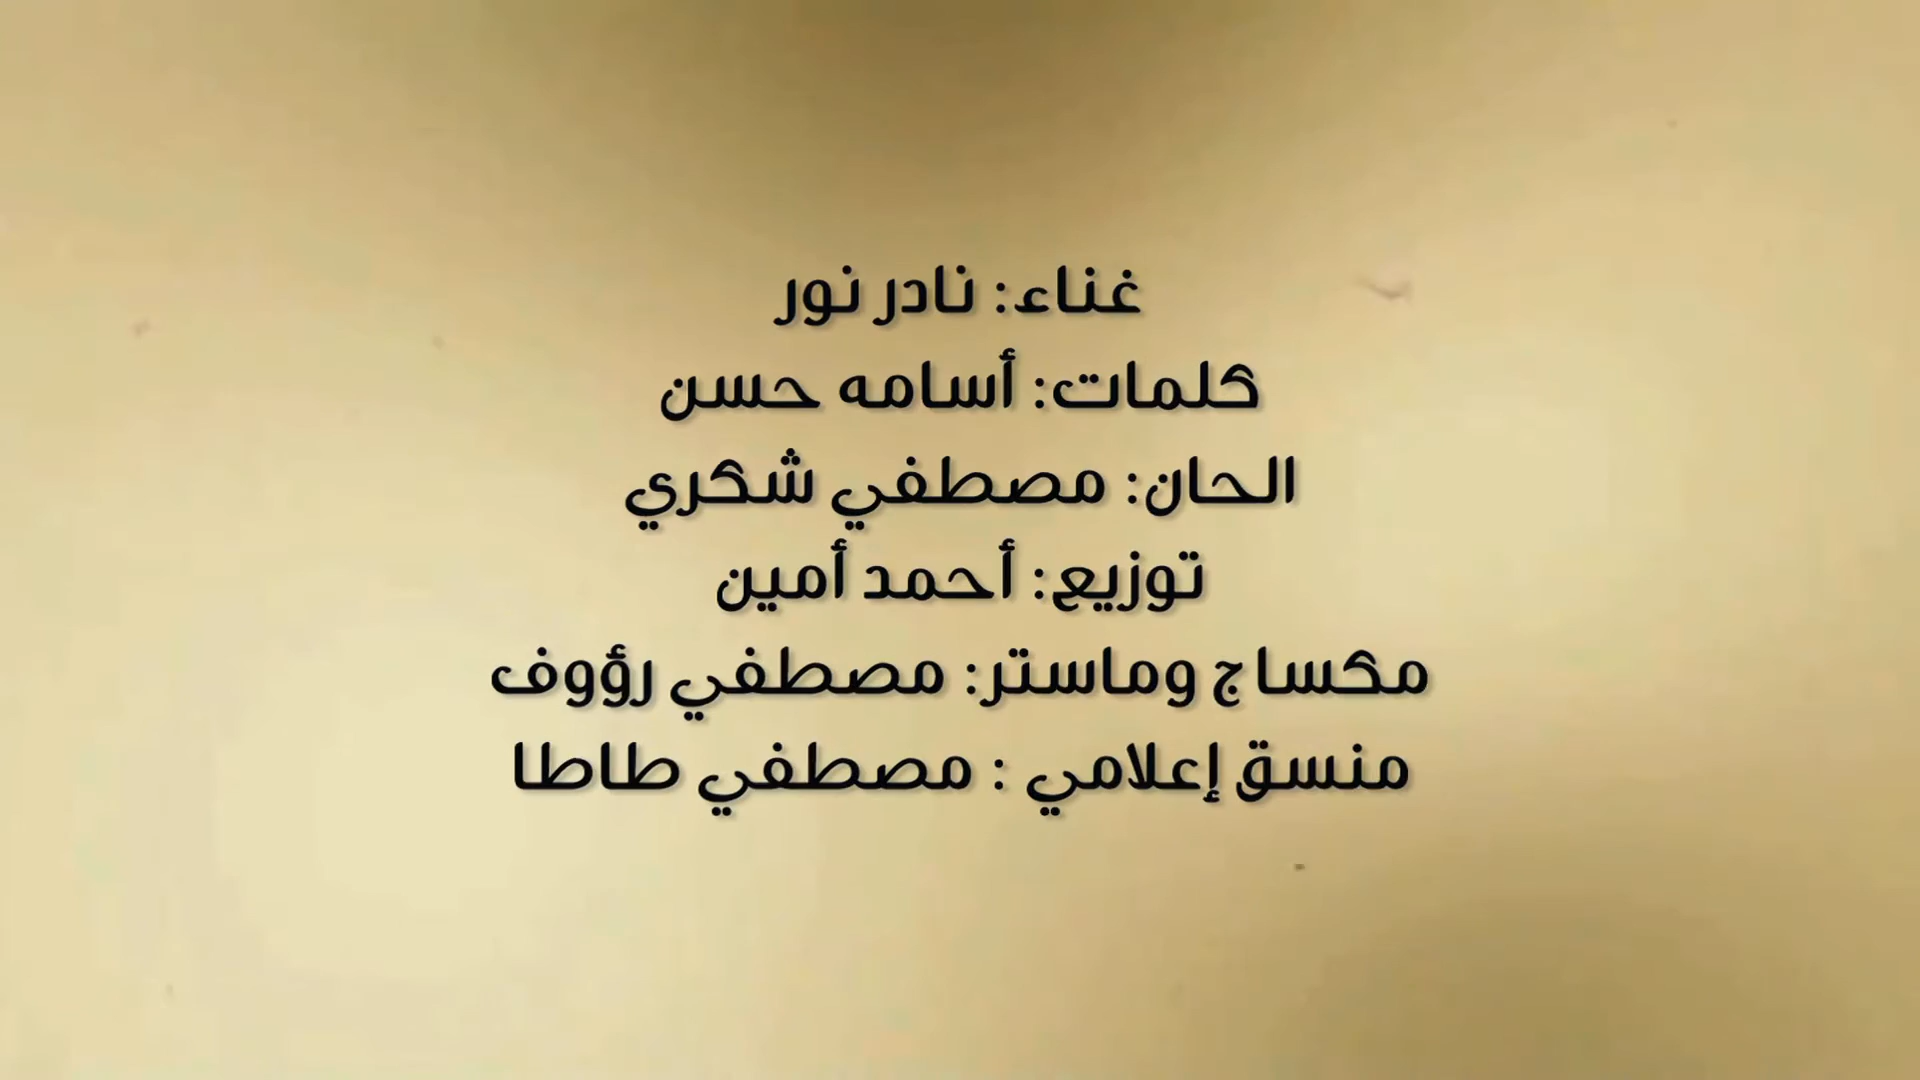 غناء: نادر نور
كلمات: أسامه حسن
الحان: مصطفي شكري
توزيع: أحمد أمين
مكساج وماستر: مصطفي رؤوف
منسق إعلامي : مصطفي طاطا